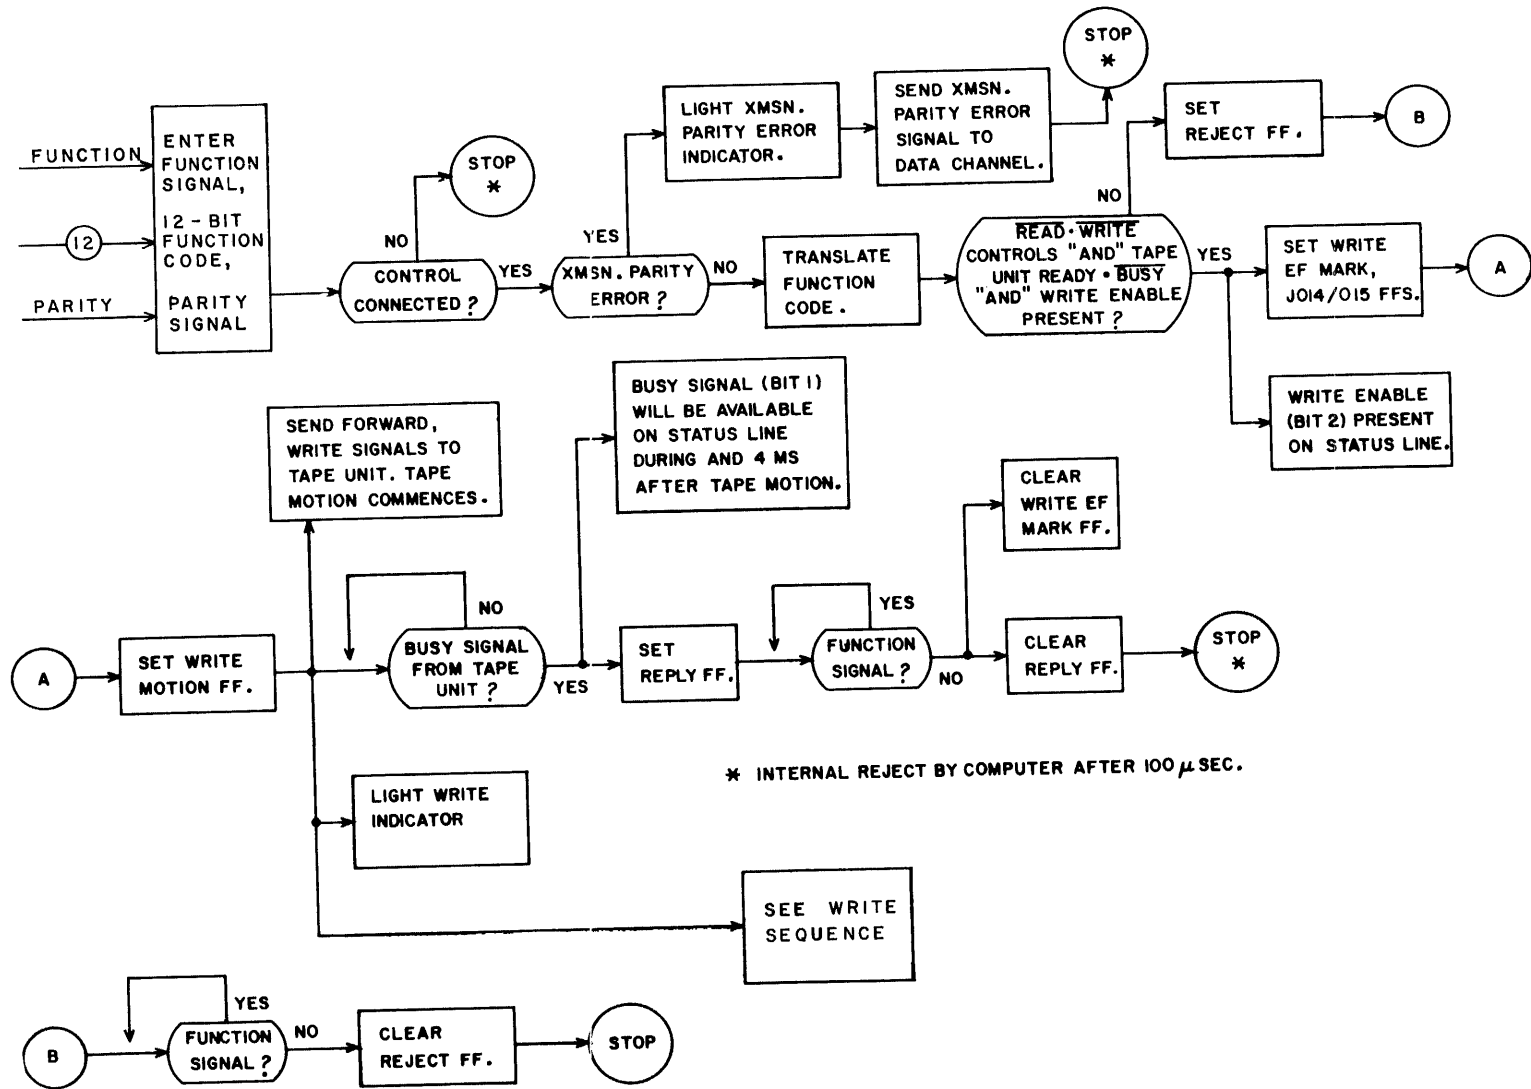 FUNCTION
12
PARITY
ENTER
FUNCTION
SIGNAL,
12-BIT
FUNCTION
CODE,
PARITY
SIGNAL
CONTROL
CONNECTED?
NO
STOP
*
YES
XMSN. PARITY
ERROR?
YES
LIGHT XMSN.
PARITY ERROR
INDICATOR.
SEND XMSN.
PARITY ERROR
SIGNAL TO
DATA CHANNEL.
STOP
*
NO
TRANSLATE
FUNCTION
CODE.
READ·WRITE
CONTROLS "AND" TAPE
UNIT READY·BUSY
"AND" WRITE ENABLE
PRESENT?
NO
SET
REJECT FF.
B
YES
SET WRITE
EF MARK,
J014/015 FFS.
A
WRITE ENABLE
(BIT 2) PRESENT
ON STATUS LINE.
A
SET WRITE
MOTION FF.
SEND FORWARD,
WRITE SIGNALS TO
TAPE UNIT. TAPE
MOTION COMMENCES.
NO
BUSY SIGNAL
FROM TAPE
UNIT?
YES
BUSY SIGNAL (BIT 1)
WILL BE AVAILABLE
ON STATUS LINE
DURING AND 4 MS
AFTER TAPE MOTION.
SET
REPLY FF.
YES
FUNCTION
SIGNAL?
NO
CLEAR
WRITE EF
MARK FF.
CLEAR
REPLY FF.
STOP
*
* INTERNAL REJECT BY COMPUTER AFTER 100 μ SEC.
LIGHT WRITE
INDICATOR
SEE WRITE
SEQUENCE
B
YES
FUNCTION
SIGNAL?
NO
CLEAR
REJECT FF.
STOP